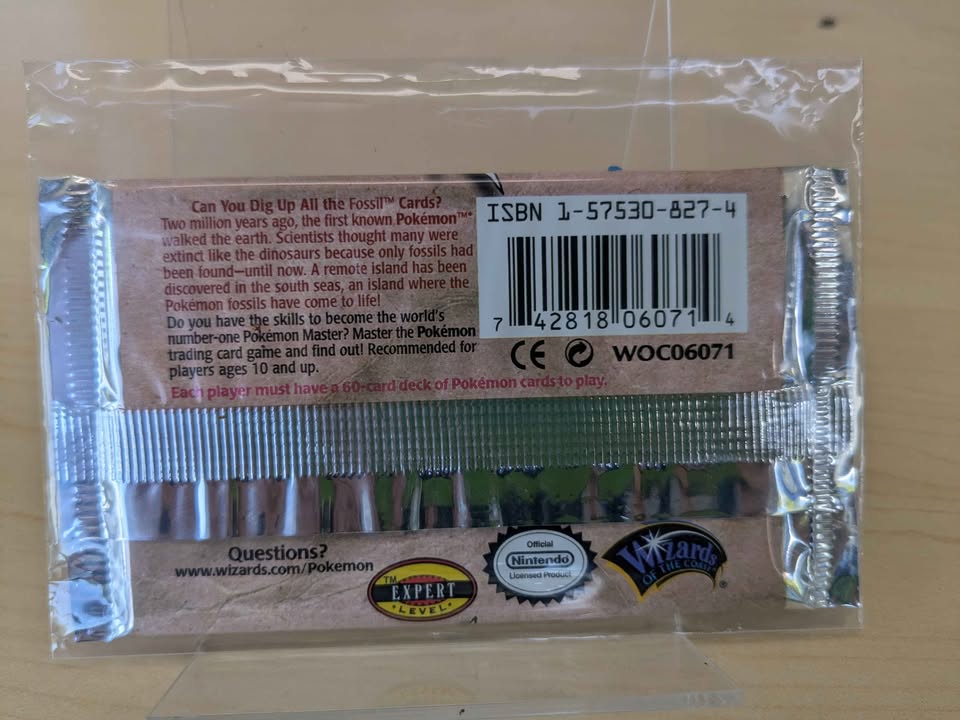 Can You Dig Up All the Fossil™ Cards?
Two million years ago, the first known Pokémon™*
walked the earth. Scientists thought many were
extinct like the dinosaurs because only fossils had
been found—until now. A remote island has been
discovered in the south seas, an island where the
Pokémon fossils have come to life!
Do you have the skills to become the world's
number-one Pokémon Master? Master the Pokémon
trading card game and find out! Recommended for
players ages 10 and up.
Each player must have a 60-card deck of Pokémon cards to play.
ISBN 1-57530-827-4
7 42818 06071 4
CE WOC06071
Questions?
www.wizards.com/Pokemon
TM
EXPERT
LEVEL
Official
Nintendo
Licensed Product
Wizards
OF THE COAST
®